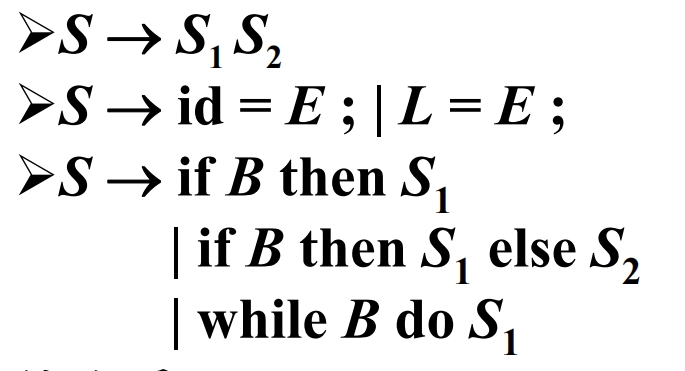 ➢S → S₁ S₂
➢S → id = E ; | L = E ;
➢S → if B then S₁
| if B then S₁ else S₂
| while B do S₁